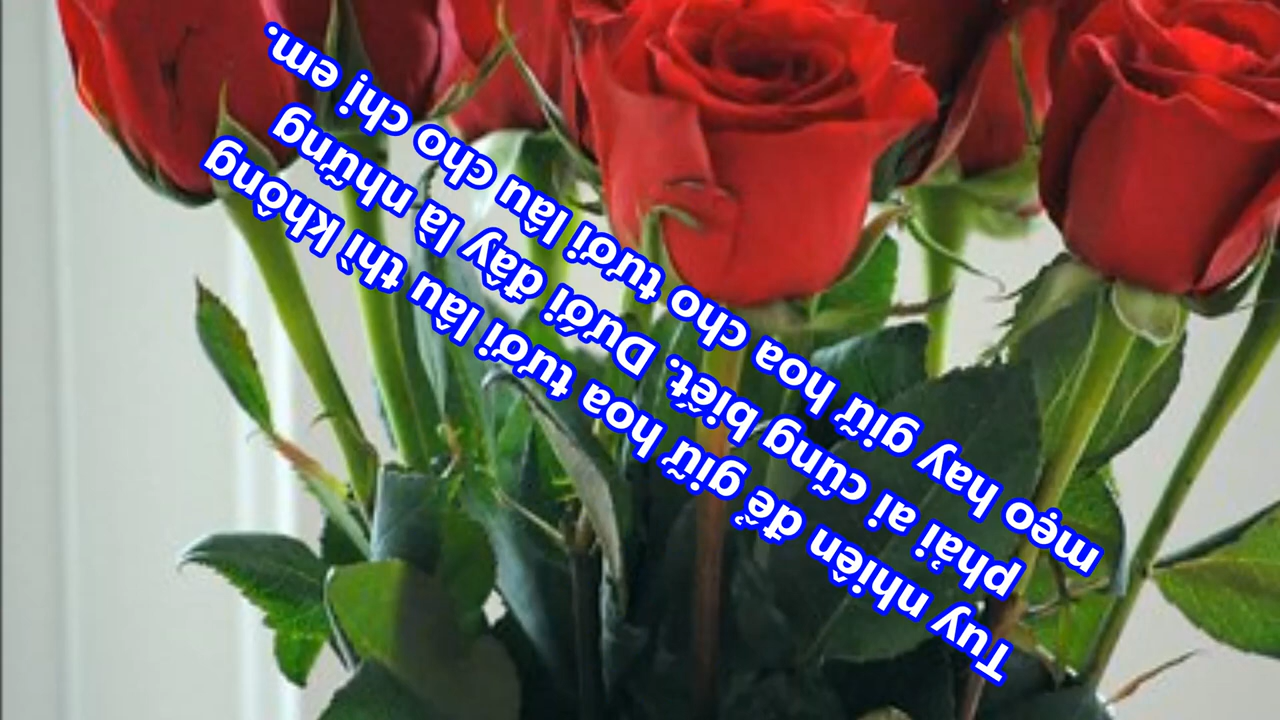 Tuy nhiên để giữ hoa tươi lâu thì không
phải ai cũng biết. Dưới đây là những
mẹo hay giữ hoa cho tươi lâu cho chị em.